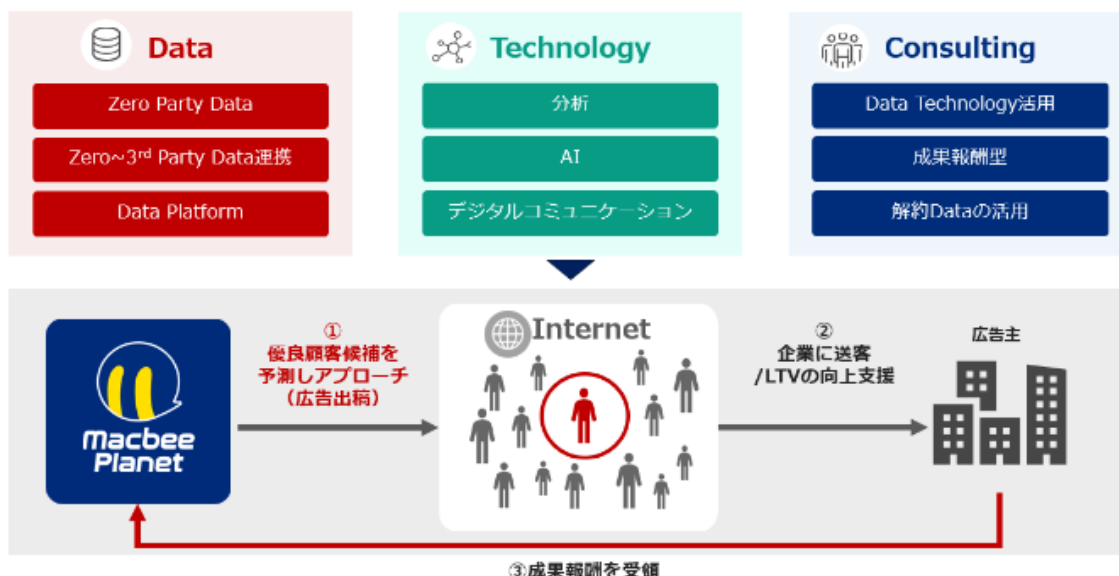 Data
Zero Party Data
Zero~3rd Party Data連携
Data Platform
Technology
分析
AI
デジタルコミュニケーション
Consulting
Data Technology活用
成果報酬型
解約Dataの活用
macbee
Planet
①
優良顧客候補を
予測しアプローチ
（広告出稿）
Internet
②
企業に送客
/LTVの向上支援
広告主
③成果報酬を受領